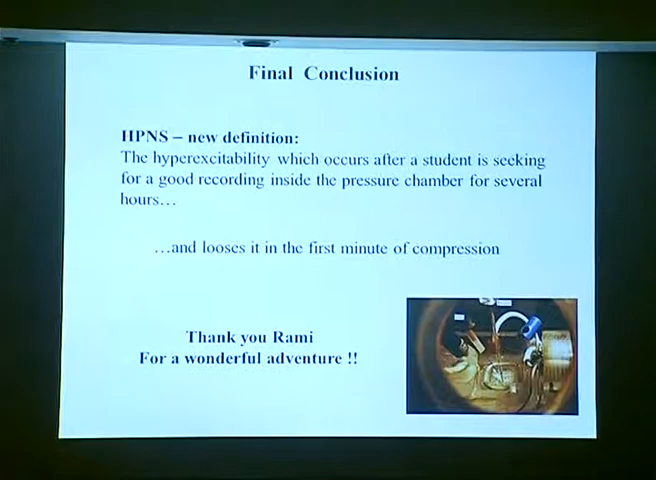 Final Conclusion
HPNS – new definition:
The hyperexcitability which occurs after a student is seeking
for a good recording inside the pressure chamber for several
hours…
…and looses it in the first minute of compression
Thank you Rami
For a wonderful adventure !!